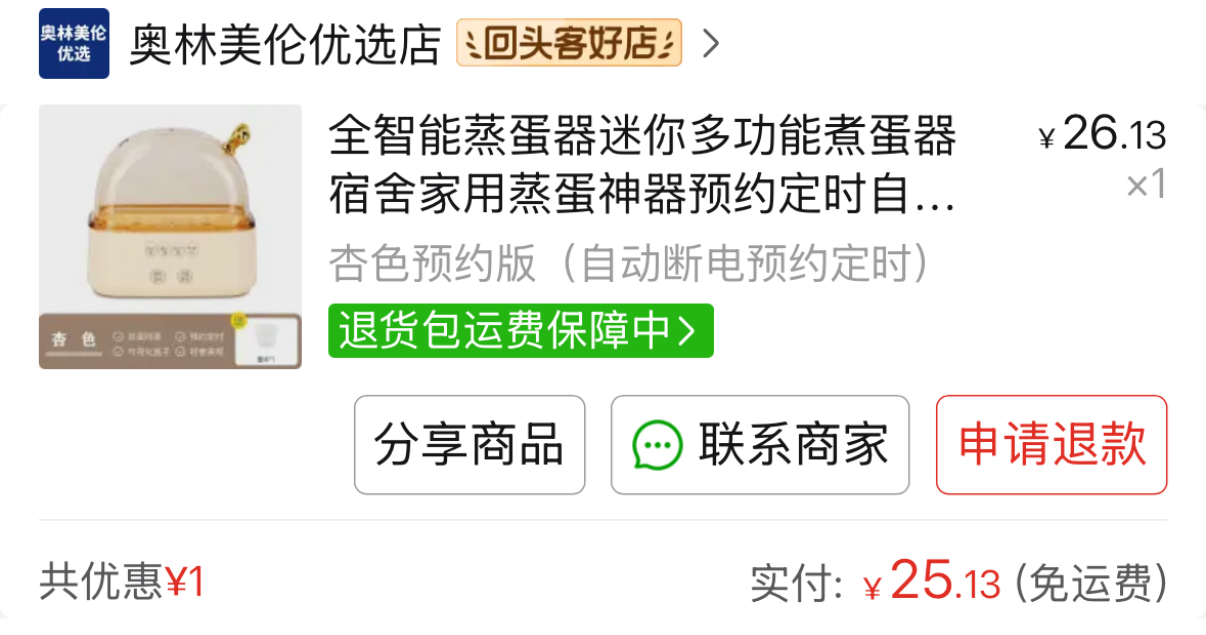 奥林美伦
优选
奥林美伦优选店
回头客好店
全智能蒸蛋器迷你多功能煮蛋器
¥26.13
宿舍家用蒸蛋神器预约定时自...
×1
杏色预约版（自动断电预约定时）
杏色
预约定时
退货包运费保障中
分享商品
联系商家
申请退款
共优惠¥1
实付: ¥25.13 (免运费)